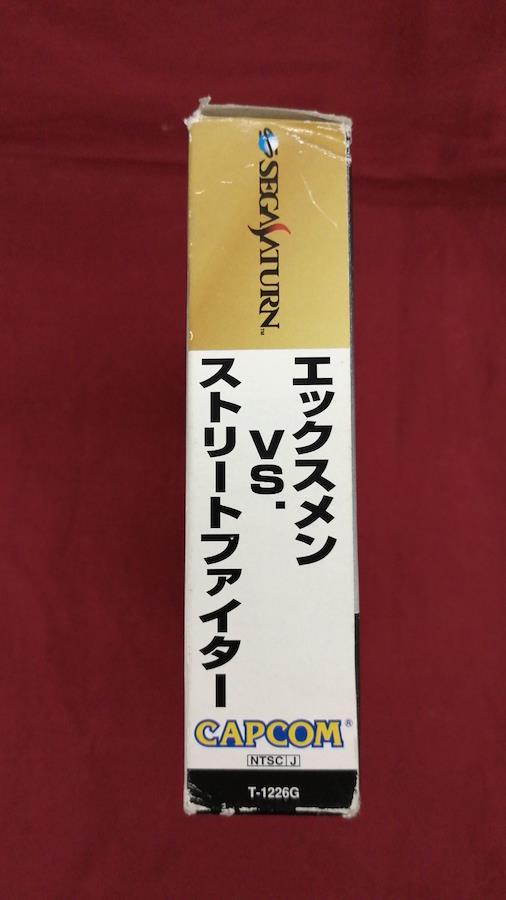 SEGA SATURN™
エックスメン
VS.
ストリートファイター
CAPCOM®
NTSC J
T-1226G